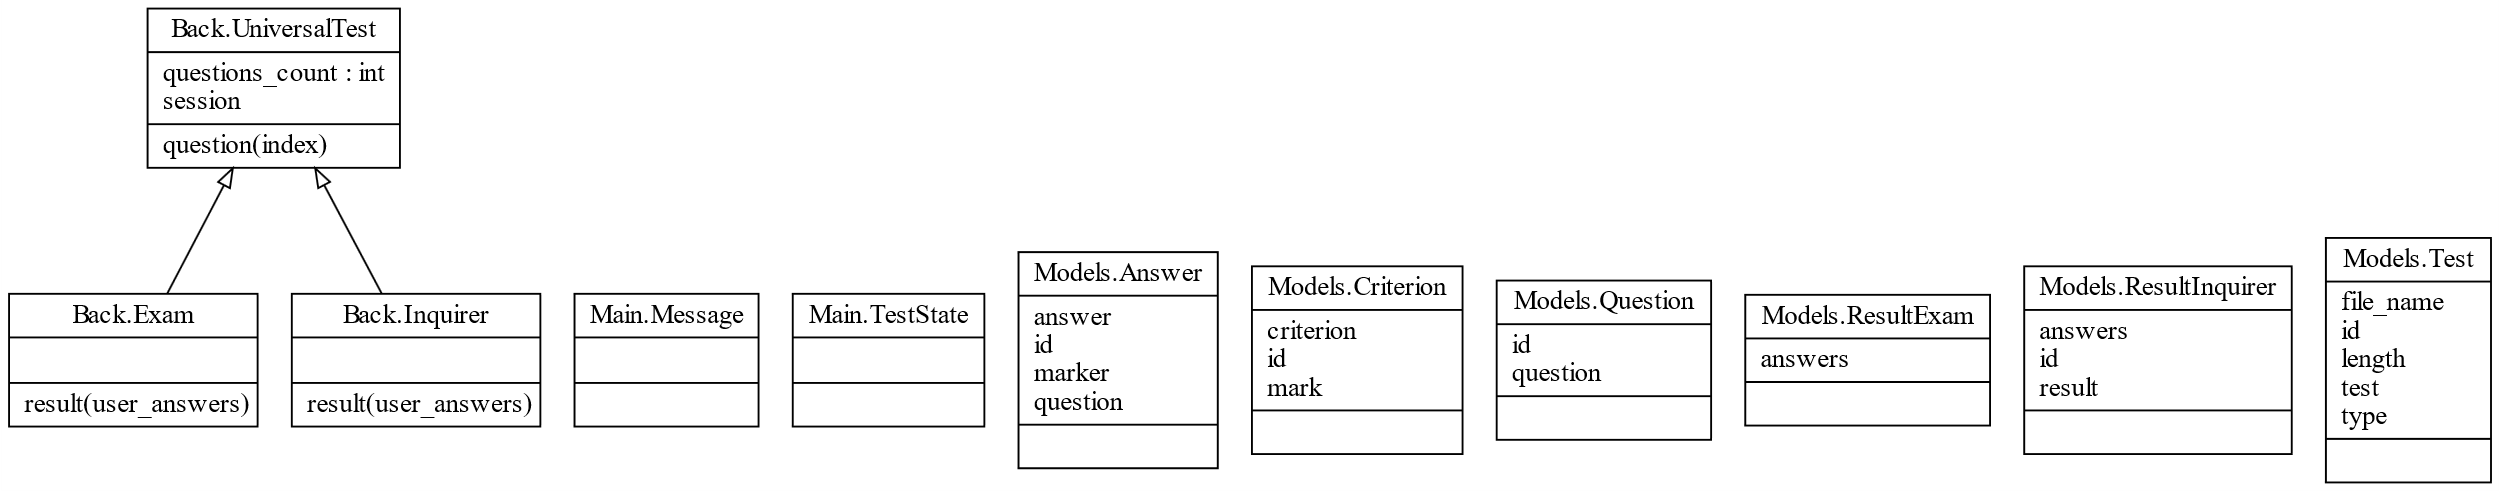 Back.UniversalTest
questions_count : int
session
question(index)
Back.Exam
result(user_answers)
Back.Inquirer
result(user_answers)
Main.Message
Main.TestState
Models.Answer
answer
id
marker
question
Models.Criterion
criterion
id
mark
Models.Question
id
question
Models.ResultExam
answers
Models.ResultInquirer
answers
id
result
Models.Test
file_name
id
length
test
type